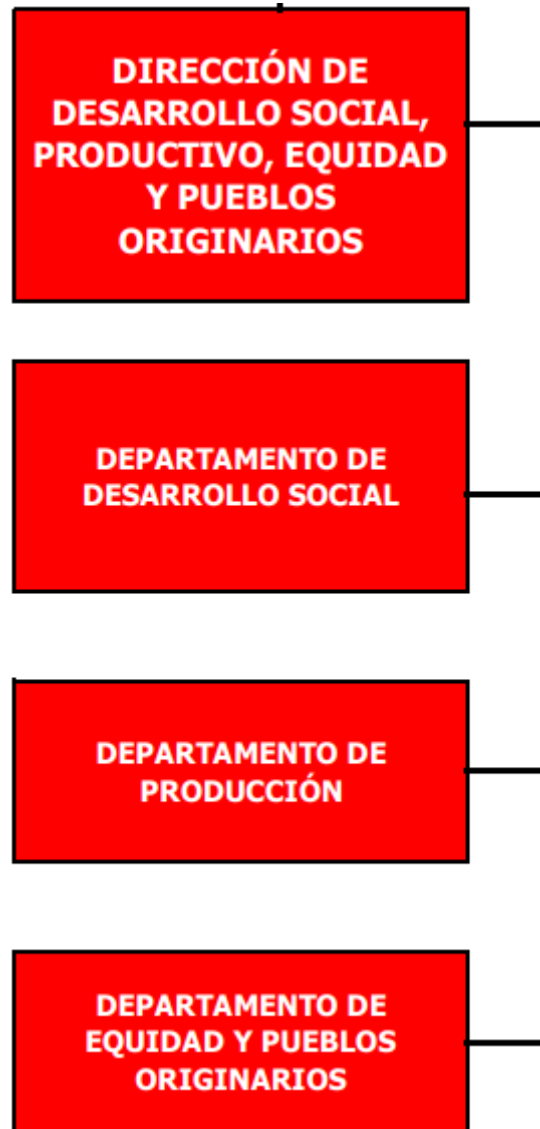 DIRECCIÓN DE
DESARROLLO SOCIAL,
PRODUCTIVO, EQUIDAD
Y PUEBLOS
ORIGINARIOS
DEPARTAMENTO DE
DESARROLLO SOCIAL
DEPARTAMENTO DE
PRODUCCIÓN
DEPARTAMENTO DE
EQUIDAD Y PUEBLOS
ORIGINARIOS